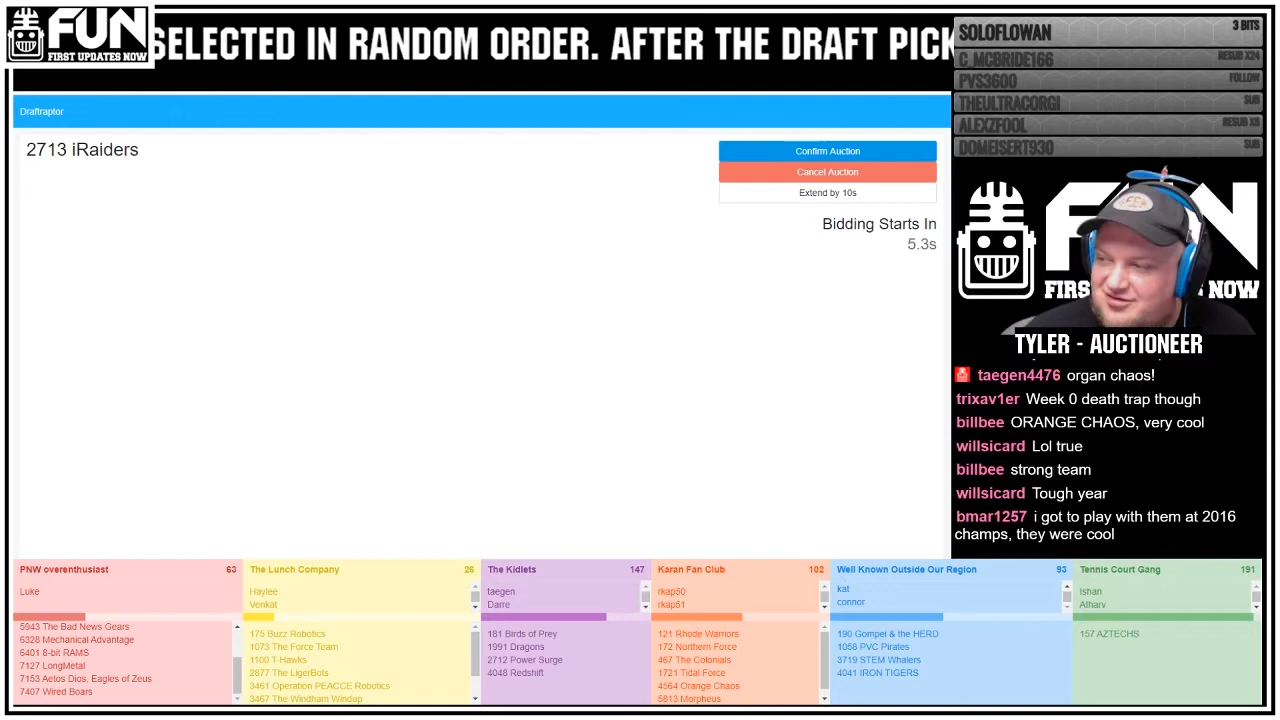 FUN
FIRST UPDATES NOW
SELECTED IN RANDOM ORDER. AFTER THE DRAFT PICK
SOLOFLOWAN 3 BITS
C_MCBRIDE166 RESUB X24
PVS3600 FOLLOW
THEULTRACORGI SUB
ALEXZFOOL RESUB X8
DOMEISERT930 SUB
Draftraptor
2713 iRaiders
Confirm Auction
Cancel Auction
Extend by 10s
Bidding Starts In
5.3s
FUN
FIRST NOW
TYLER - AUCTIONEER
taegen4476 organ chaos!
trixav1er Week 0 death trap though
billbee ORANGE CHAOS, very cool
willsicard Lol true
billbee strong team
willsicard Tough year
bmar1257 i got to play with them at 2016
champs, they were cool
PNW overenthusiast 63
Luke
5943 The Bad News Gears
6328 Mechanical Advantage
6401 8-bit RAMS
7127 LongMetal
7153 Aetos Dios, Eagles of Zeus
7407 Wired Boars
The Lunch Company 26
Haylee
Venkat
175 Buzz Robotics
1073 The Force Team
1100 T-Hawks
2877 The LigerBots
3461 Operation PEACCE Robotics
3467 The Windham Windup
The Kidlets 147
taegen
Darre
181 Birds of Prey
1991 Dragons
2712 Power Surge
4048 Redshift
Karan Fan Club 102
rkap50
rkap51
121 Rhode Warriors
172 Northern Force
467 The Colonials
1721 Tidal Force
4564 Orange Chaos
5813 Morpheus
Well Known Outside Our Region 93
kat
connor
190 Gompei & the HERD
1058 PVC Pirates
3719 STEM Whalers
4041 IRON TIGERS
Tennis Court Gang 191
Ishan
Atharv
157 AZTECHS